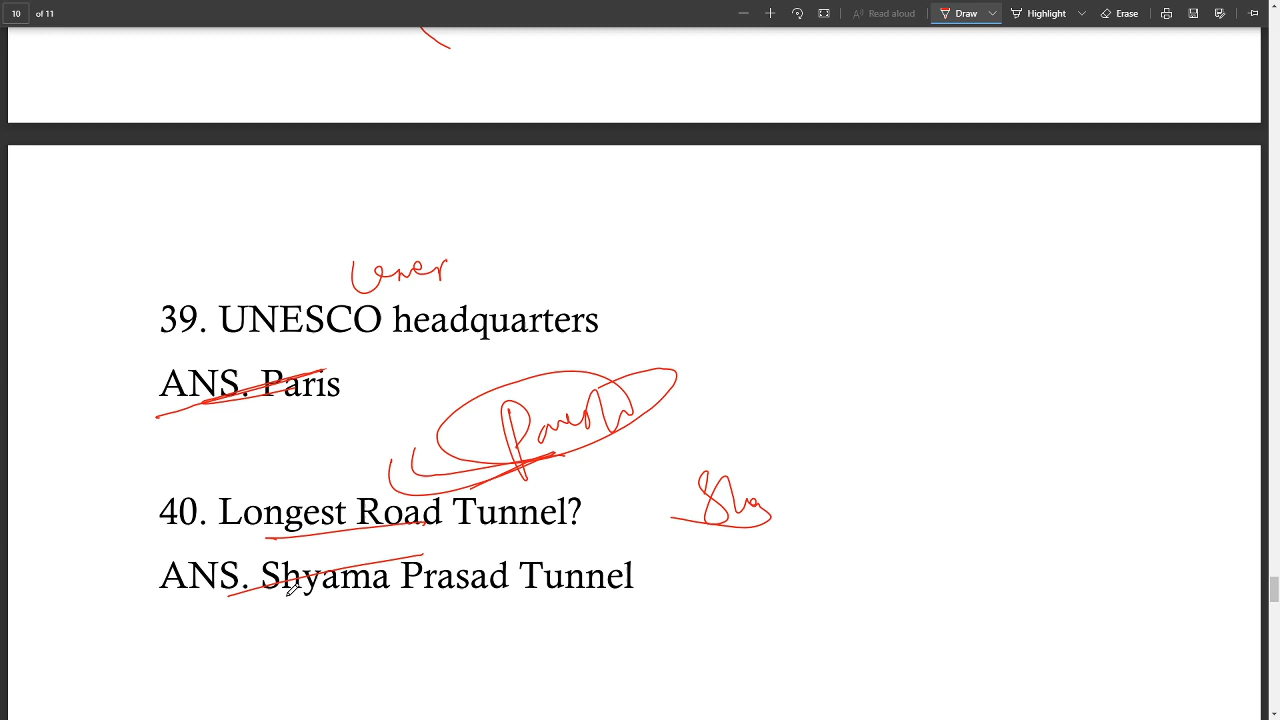 10 of 11
Read aloud
Draw
Highlight
Erase
39. UNESCO headquarters
ANS. Paris
40. Longest Road Tunnel?
ANS. Shyama Prasad Tunnel